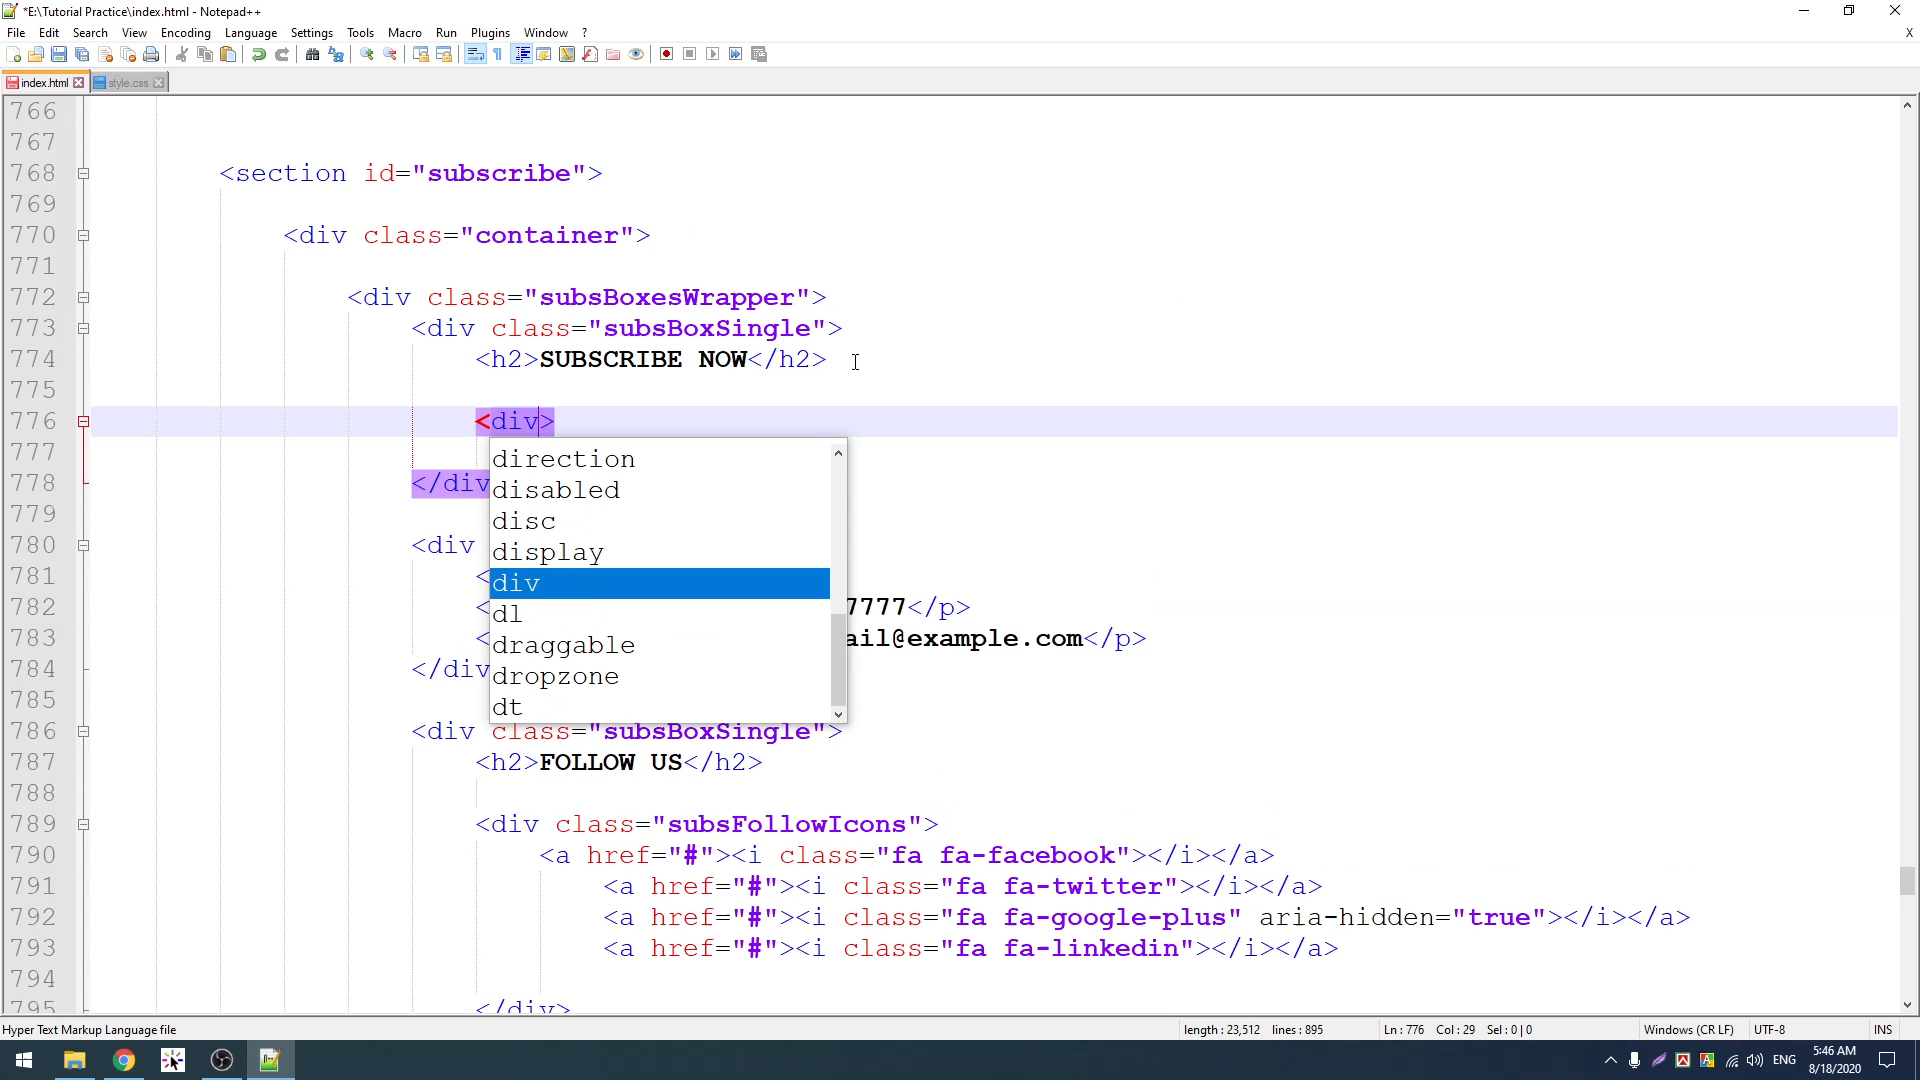 *E:\Tutorial Practice\index.html - Notepad++
File Edit Search View Encoding Language Settings Tools Macro Run Plugins Window ? X
index.html style.css
766
767
768 <section id="subscribe">
769
770 <div class="container">
771
772 <div class="subsBoxesWrapper">
773 <div class="subsBoxSingle">
774 <h2>SUBSCRIBE NOW</h2>
775
776 <div>
777
778 </div
779
780 <div
781 <
782 < 7777</p>
783 < ail@example.com</p>
784 </div
785
786 <div class="subsBoxSingle">
787 <h2>FOLLOW US</h2>
788
789 <div class="subsFollowIcons">
790 <a href="#"><i class="fa fa-facebook"></i></a>
791 <a href="#"><i class="fa fa-twitter"></i></a>
792 <a href="#"><i class="fa fa-google-plus" aria-hidden="true"></i></a>
793 <a href="#"><i class="fa fa-linkedin"></i></a>
794
795 </div>
direction
disabled
disc
display
div
dl
draggable
dropzone
dt
Hyper Text Markup Language file length : 23,512 lines : 895 Ln : 776 Col : 29 Sel : 0 | 0 Windows (CR LF) UTF-8 INS
ENG 5:46 AM
8/18/2020